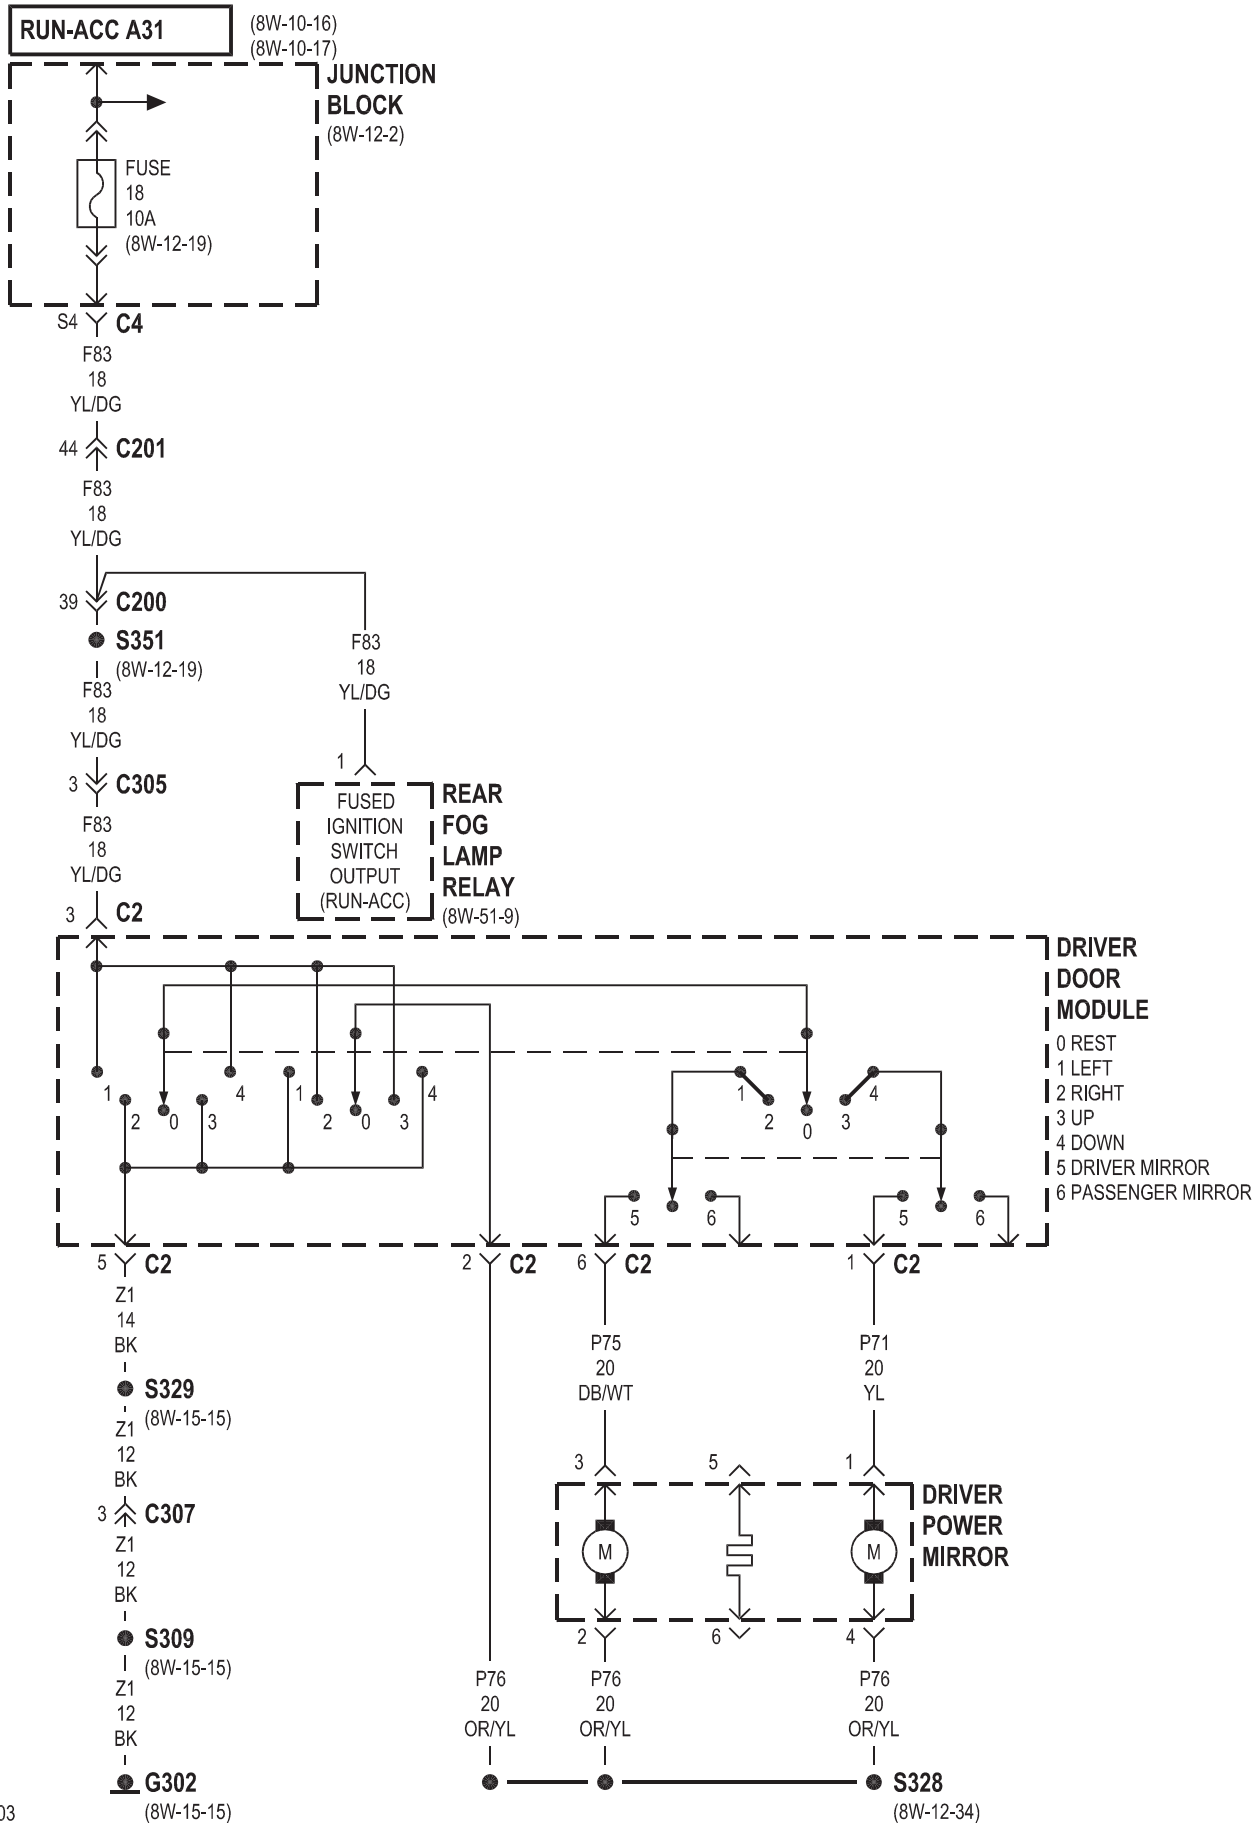 RUN-ACC A31
(8W-10-16)
(8W-10-17)
JUNCTION
BLOCK
(8W-12-2)
FUSE
18
10A
(8W-12-19)
S4
C4
F83
18
YL/DG
44
C201
F83
18
YL/DG
39
C200
S351
(8W-12-19)
F83
18
YL/DG
3
C305
F83
18
YL/DG
3
C2
F83
18
YL/DG
1
FUSED
IGNITION
SWITCH
OUTPUT
(RUN-ACC)
REAR
FOG
LAMP
RELAY
(8W-51-9)
DRIVER
DOOR
MODULE
0 REST
1 LEFT
2 RIGHT
3 UP
4 DOWN
5 DRIVER MIRROR
6 PASSENGER MIRROR
1
2
0
3
4
1
2
0
3
4
1
2
0
3
4
5
6
5
6
5
C2
2
C2
6
C2
1
C2
Z1
14
BK
S329
(8W-15-15)
Z1
12
BK
3
C307
Z1
12
BK
S309
(8W-15-15)
Z1
12
BK
G302
(8W-15-15)
P75
20
DB/WT
P71
20
YL
3
5
1
DRIVER
POWER
MIRROR
M
M
2
6
4
P76
20
OR/YL
P76
20
OR/YL
P76
20
OR/YL
S328
(8W-12-34)
03